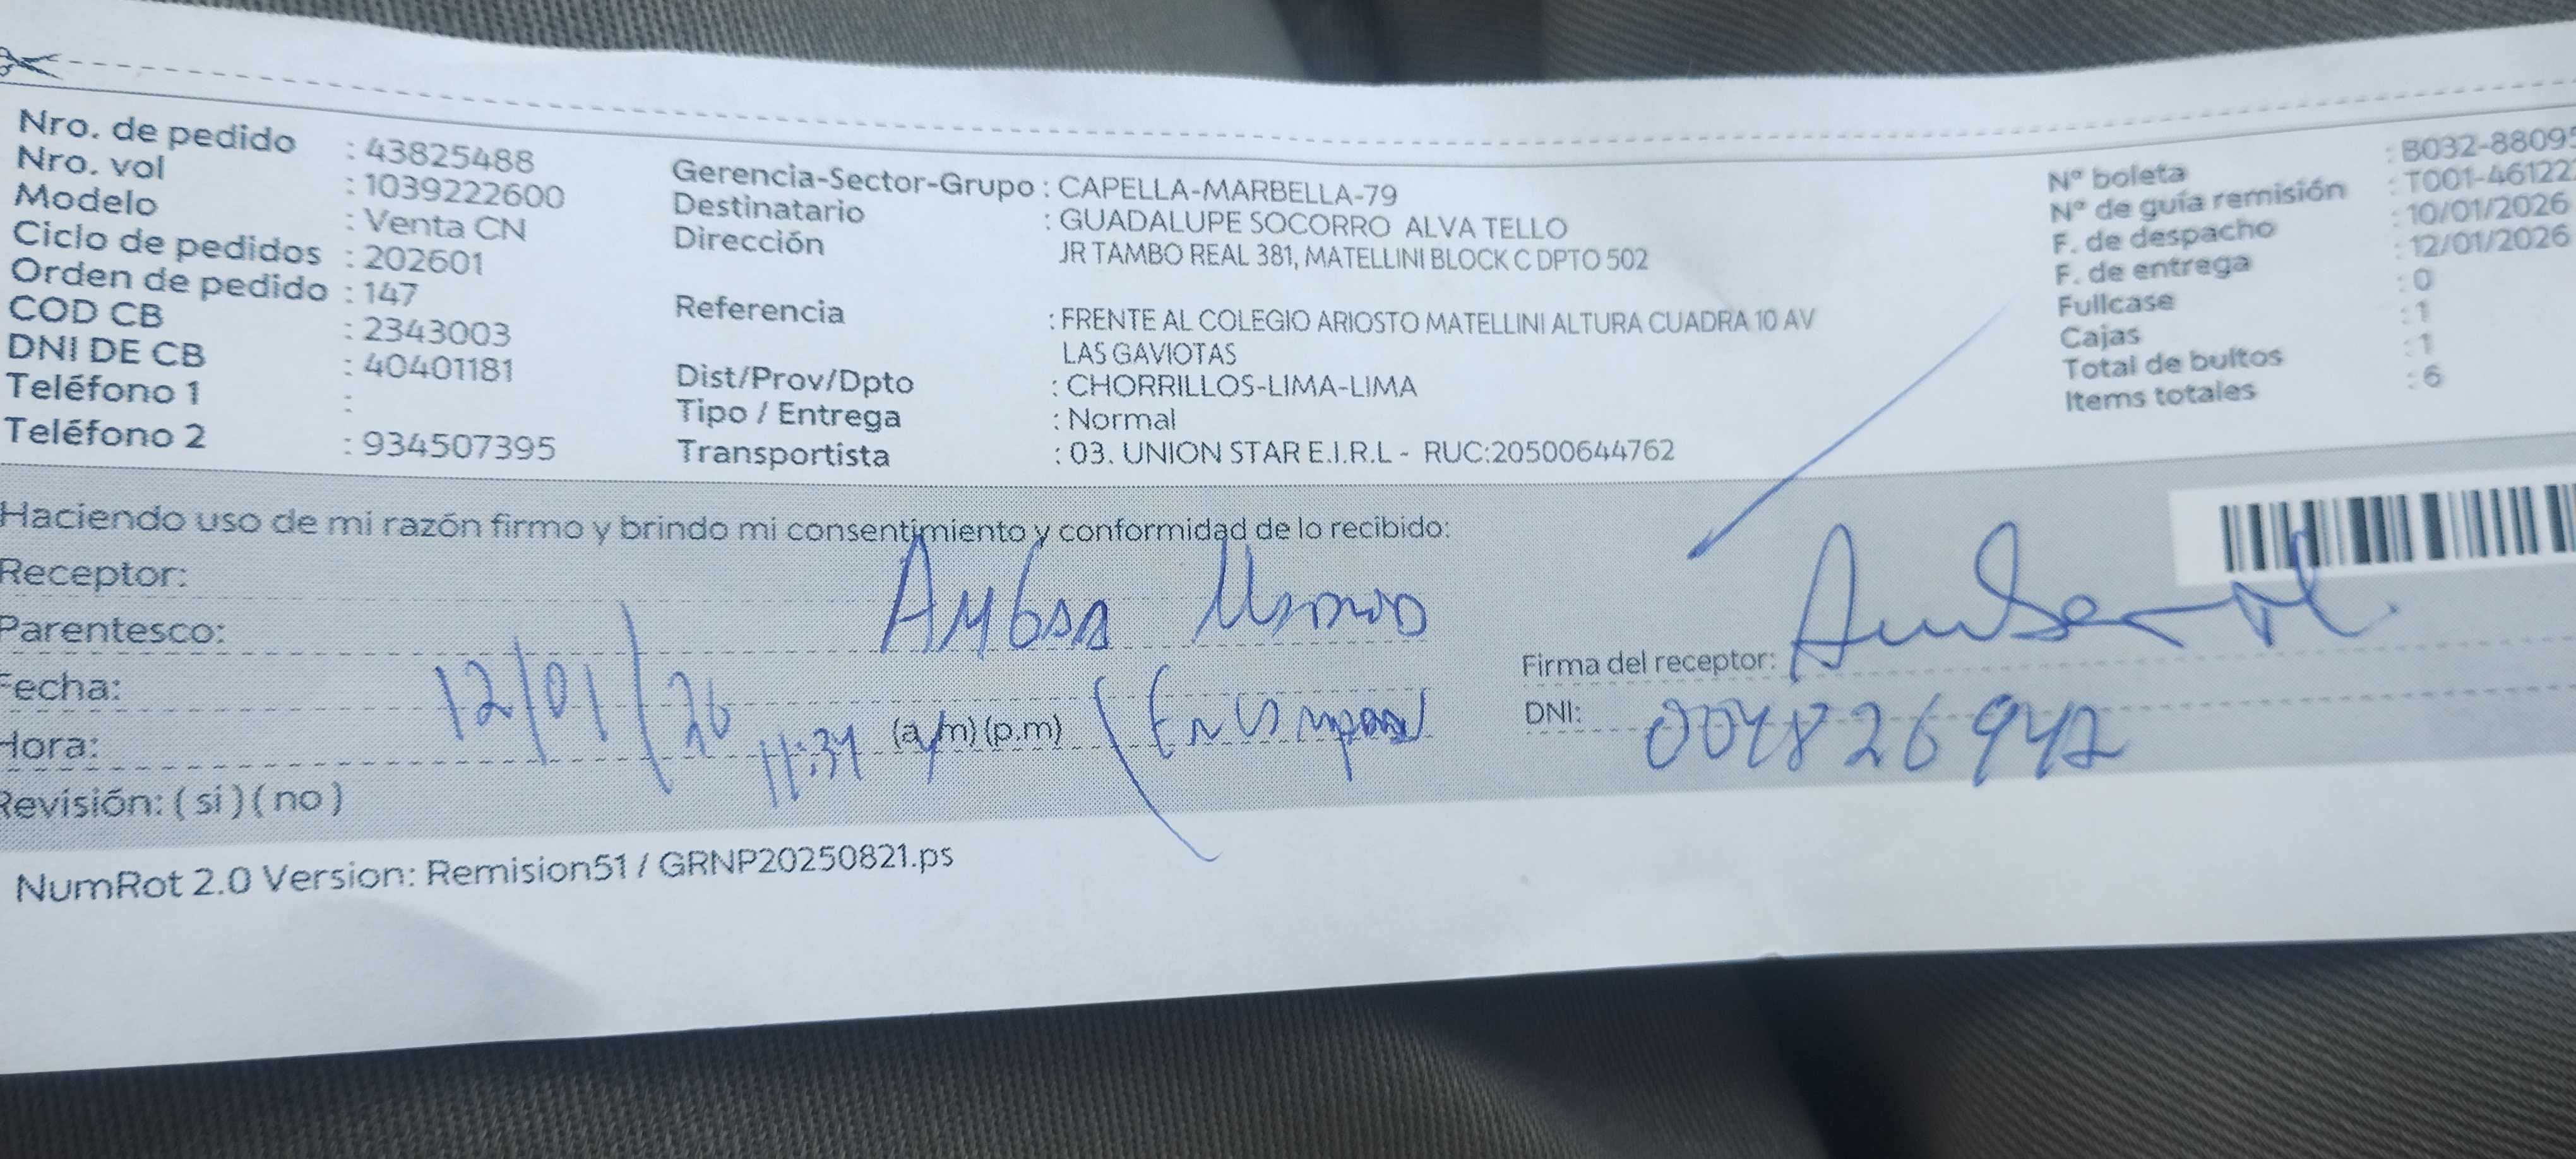 Nro. de pedido : 43825488
Nro. vol : 1039222600
Modelo : Venta CN
Ciclo de pedidos : 202601
Orden de pedido : 147
COD CB : 2343003
DNI DE CB : 40401181
Teléfono 1 :
Teléfono 2 : 934507395
Gerencia-Sector-Grupo : CAPELLA-MARBELLA-79
Destinatario : GUADALUPE SOCORRO ALVA TELLO
Dirección JR TAMBO REAL 381, MATELLINI BLOCK C DPTO 502
Referencia : FRENTE AL COLEGIO ARIOSTO MATELLINI ALTURA CUADRA 10 AV
LAS GAVIOTAS
Dist/Prov/Dpto : CHORRILLOS-LIMA-LIMA
Tipo / Entrega : Normal
Transportista : 03. UNION STAR E.I.R.L - RUC:20500644762
Nº boleta : B032-88095
Nº de guía remisión : T001-46122
F. de despacho : 10/01/2026
F. de entrega : 12/01/2026
Fullcase : 0
Cajas : 1
Total de bultos : 1
Items totales : 6
Haciendo uso de mi razón firmo y brindo mi consentimiento y conformidad de lo recibido:
Receptor:
Parentesco:
Fecha: 12/01/26
Hora: 11:34 (a.m) (p.m)
Revisión: ( si ) ( no )
Firma del receptor:
DNI: 004826942
NumRot 2.0 Version: Remision51 / GRNP20250821.ps